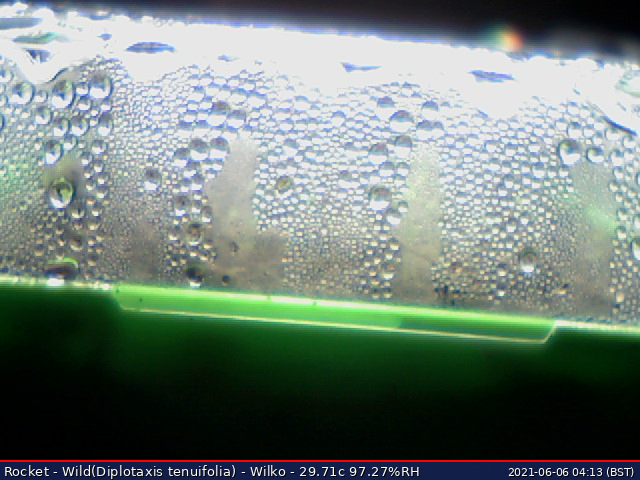 Rocket - Wild(Diplotaxis tenuifolia) - Wilko - 29.71c 97.27%RH 2021-06-06 04:13 (BST)